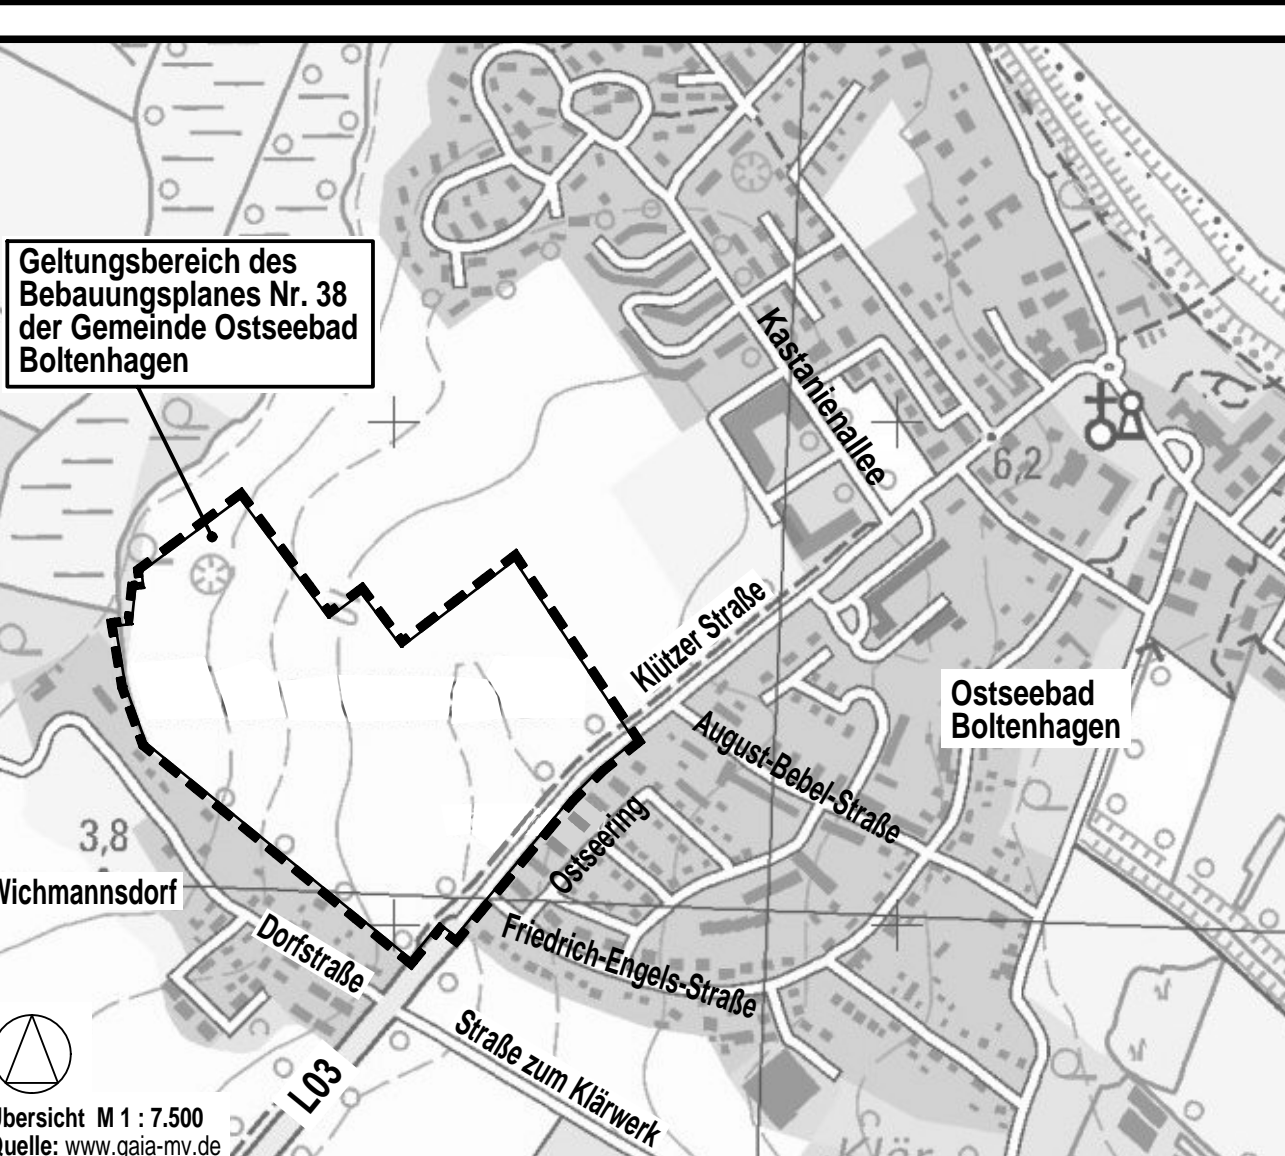 Geltungsbereich des
Bebauungsplanes Nr. 38
der Gemeinde Ostseebad
Boltenhagen
Kastanienallee
6,2
Klützer Straße
Ostseebad
Boltenhagen
August-Bebel-Straße
Ostseering
3,8
Wichmannsdorf
Dorfstraße
Friedrich-Engels-Straße
Straße zum Klärwerk
L03
Übersicht M 1 : 7.500
Quelle: www.gaia-mv.de
Klär